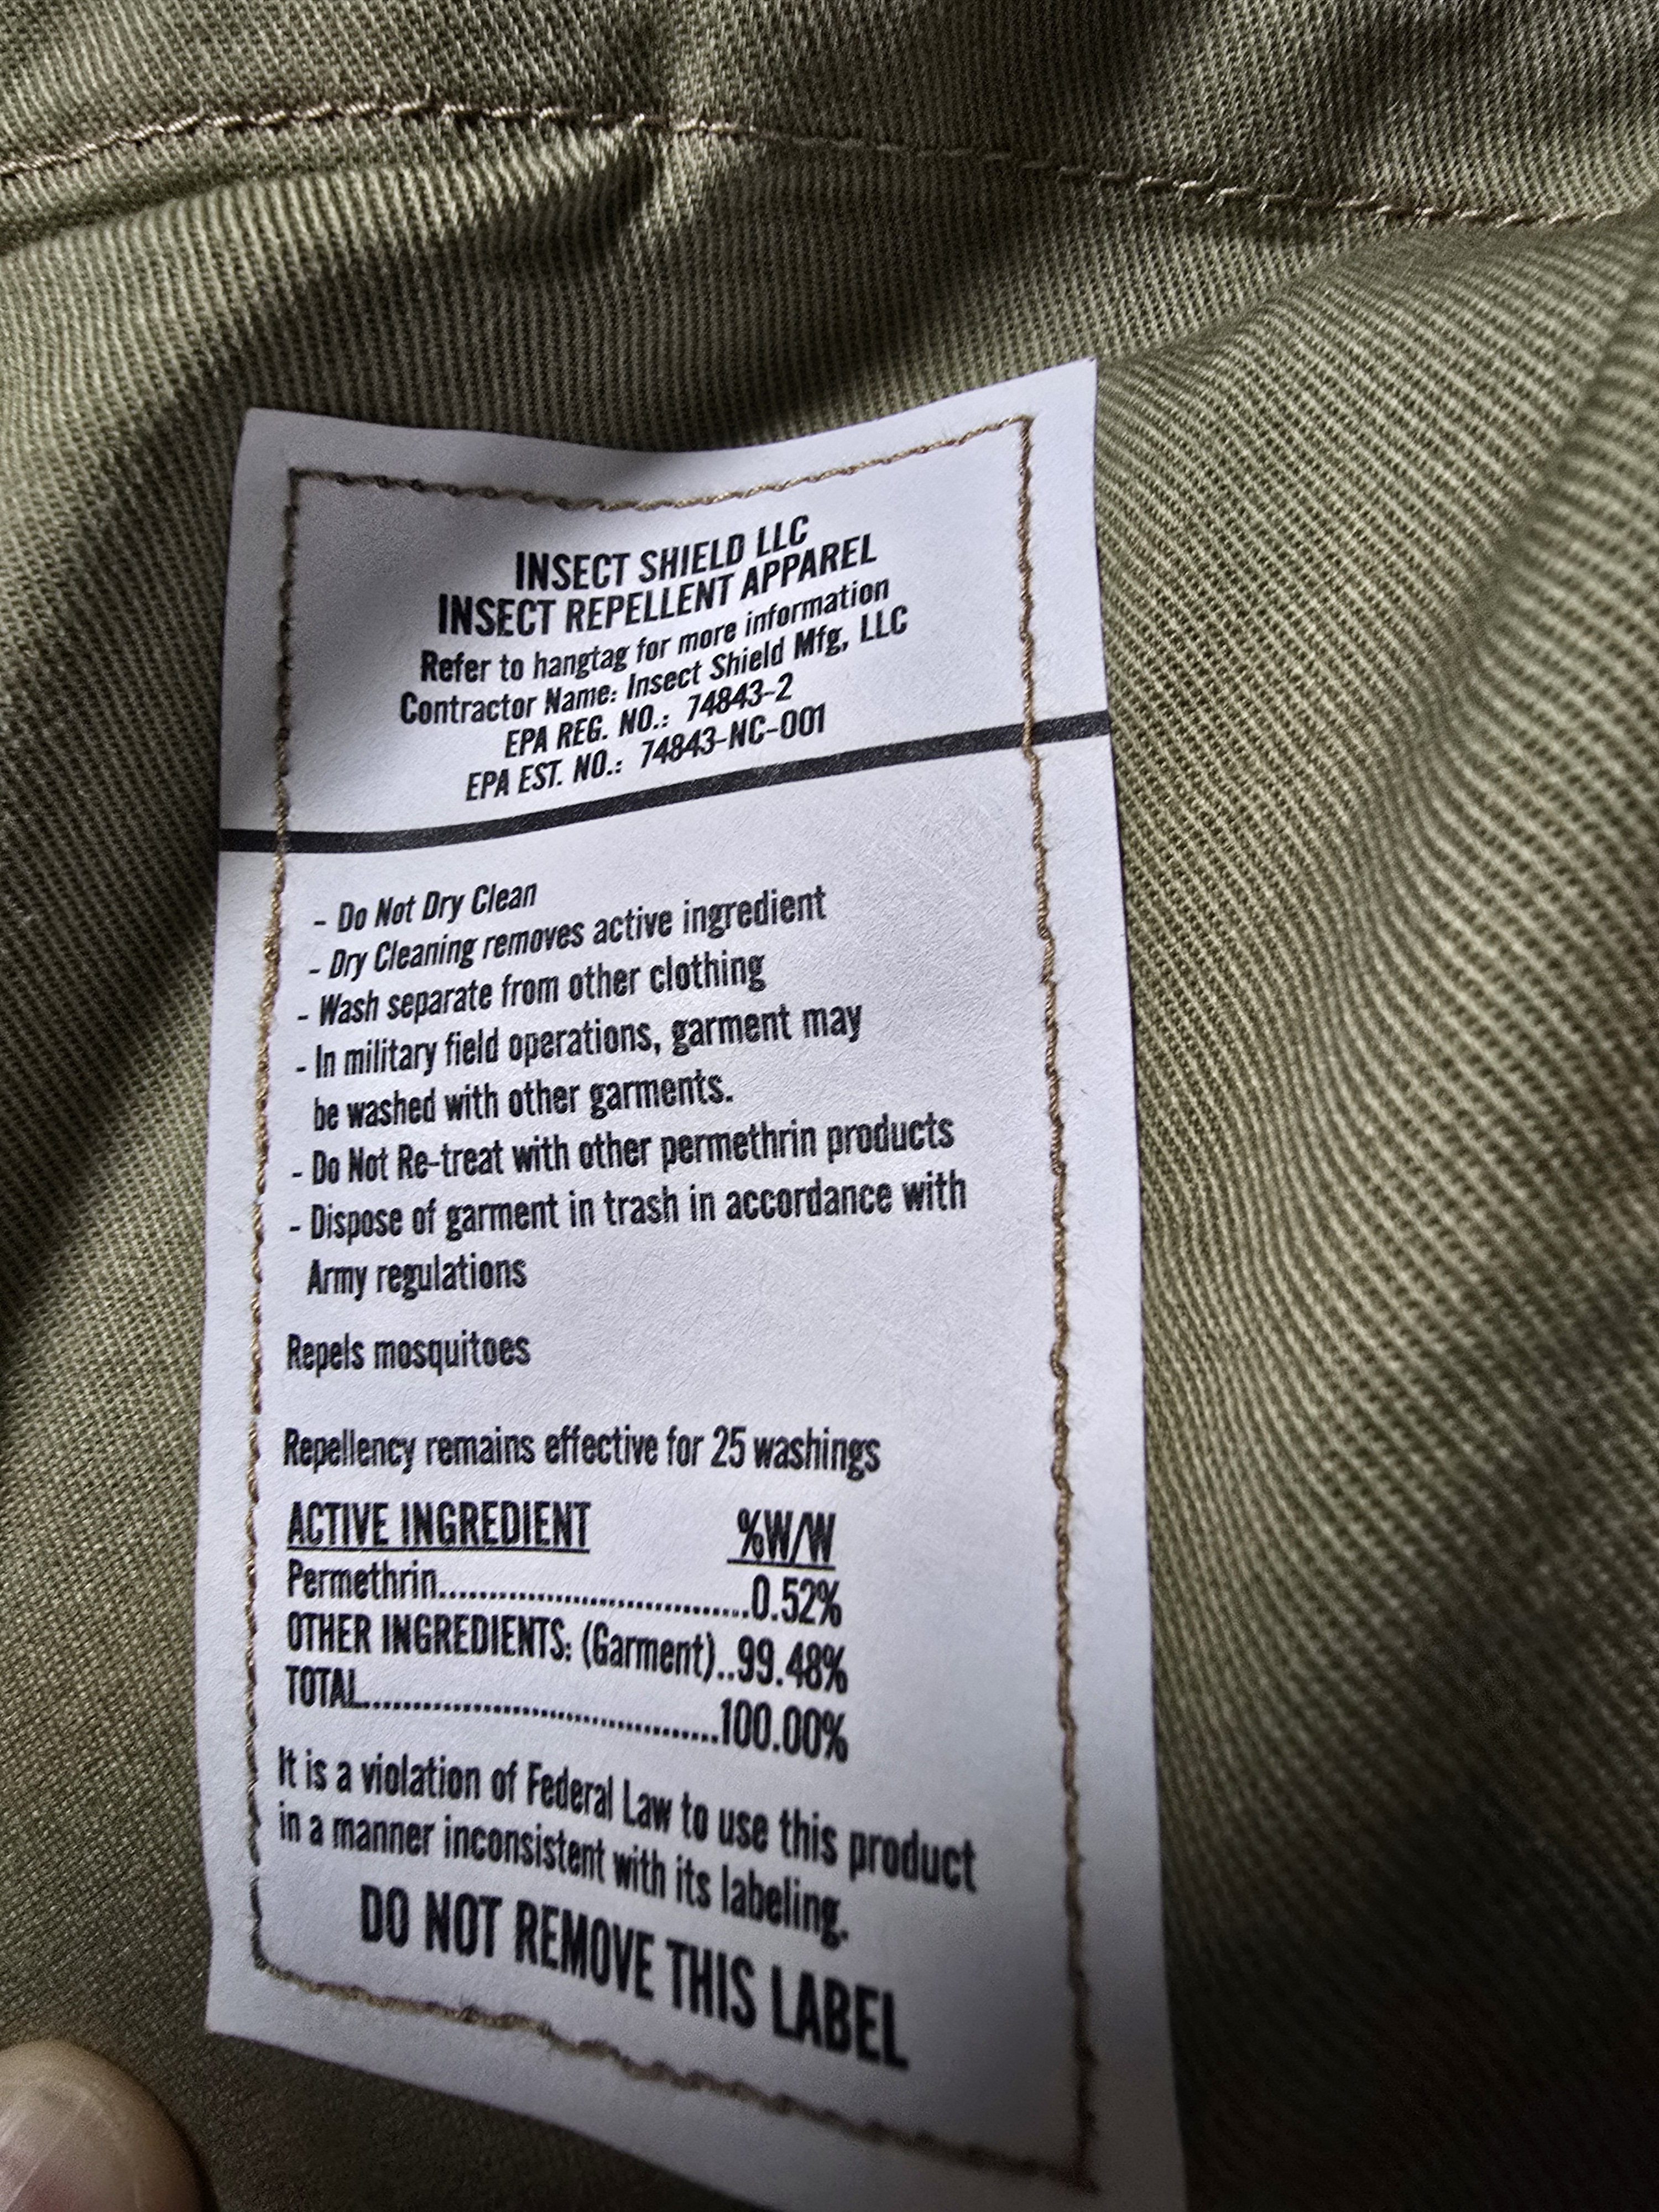 INSECT SHIELD LLC
INSECT REPELLENT APPAREL
Refer to hangtag for more information
Contractor Name: Insect Shield Mfg, LLC
EPA REG. NO.: 74843-2
EPA EST. NO.: 74843-NC-001
- Do Not Dry Clean
- Dry Cleaning removes active ingredient
- Wash separate from other clothing
- In military field operations, garment may
be washed with other garments.
- Do Not Re-treat with other permethrin products
- Dispose of garment in trash in accordance with
Army regulations
Repels mosquitoes
Repellency remains effective for 25 washings
ACTIVE INGREDIENT %W/W
Permethrin.................................0.52%
OTHER INGREDIENTS: (Garment)..99.48%
TOTAL......................................100.00%
It is a violation of Federal Law to use this product
in a manner inconsistent with its labeling.
DO NOT REMOVE THIS LABEL